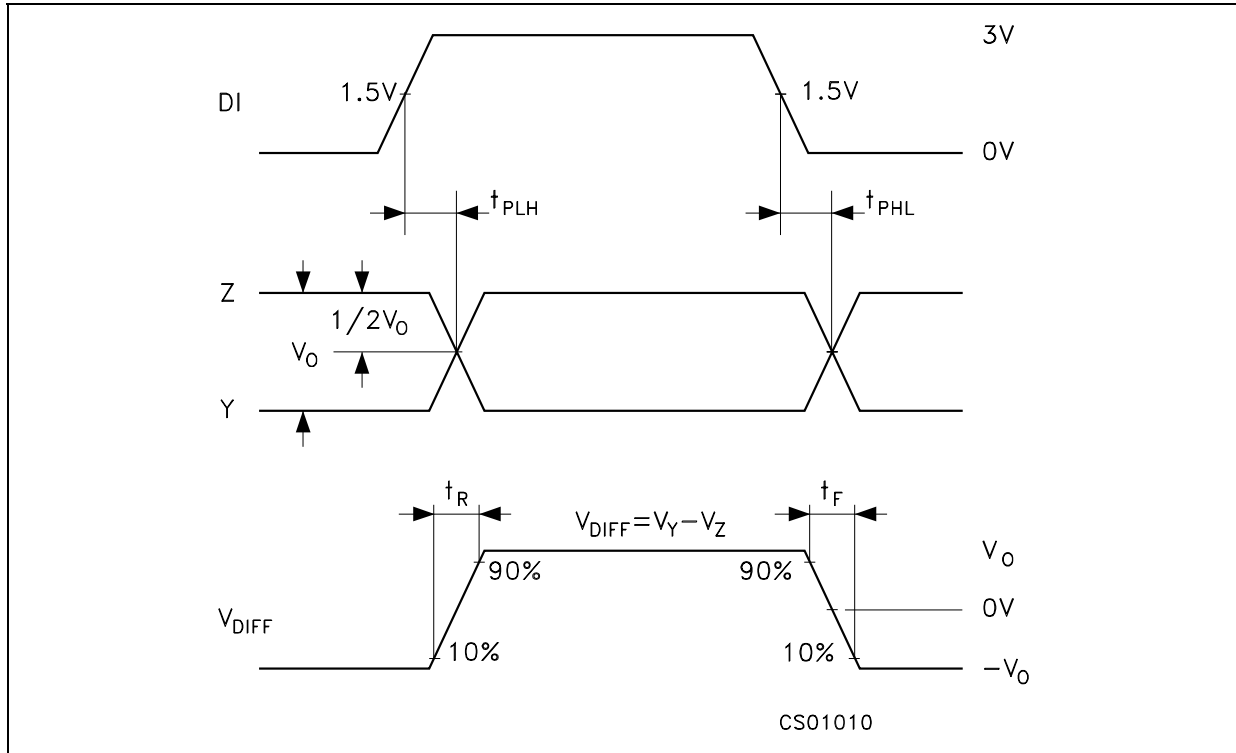 3V
1.5V
1.5V
DI
0V
tPLH
tPHL
Z
1/2VO
VO
Y
tR
tF
VDIFF=VY-VZ
VO
90%
90%
0V
VDIFF
10%
10%
-VO
CS01010